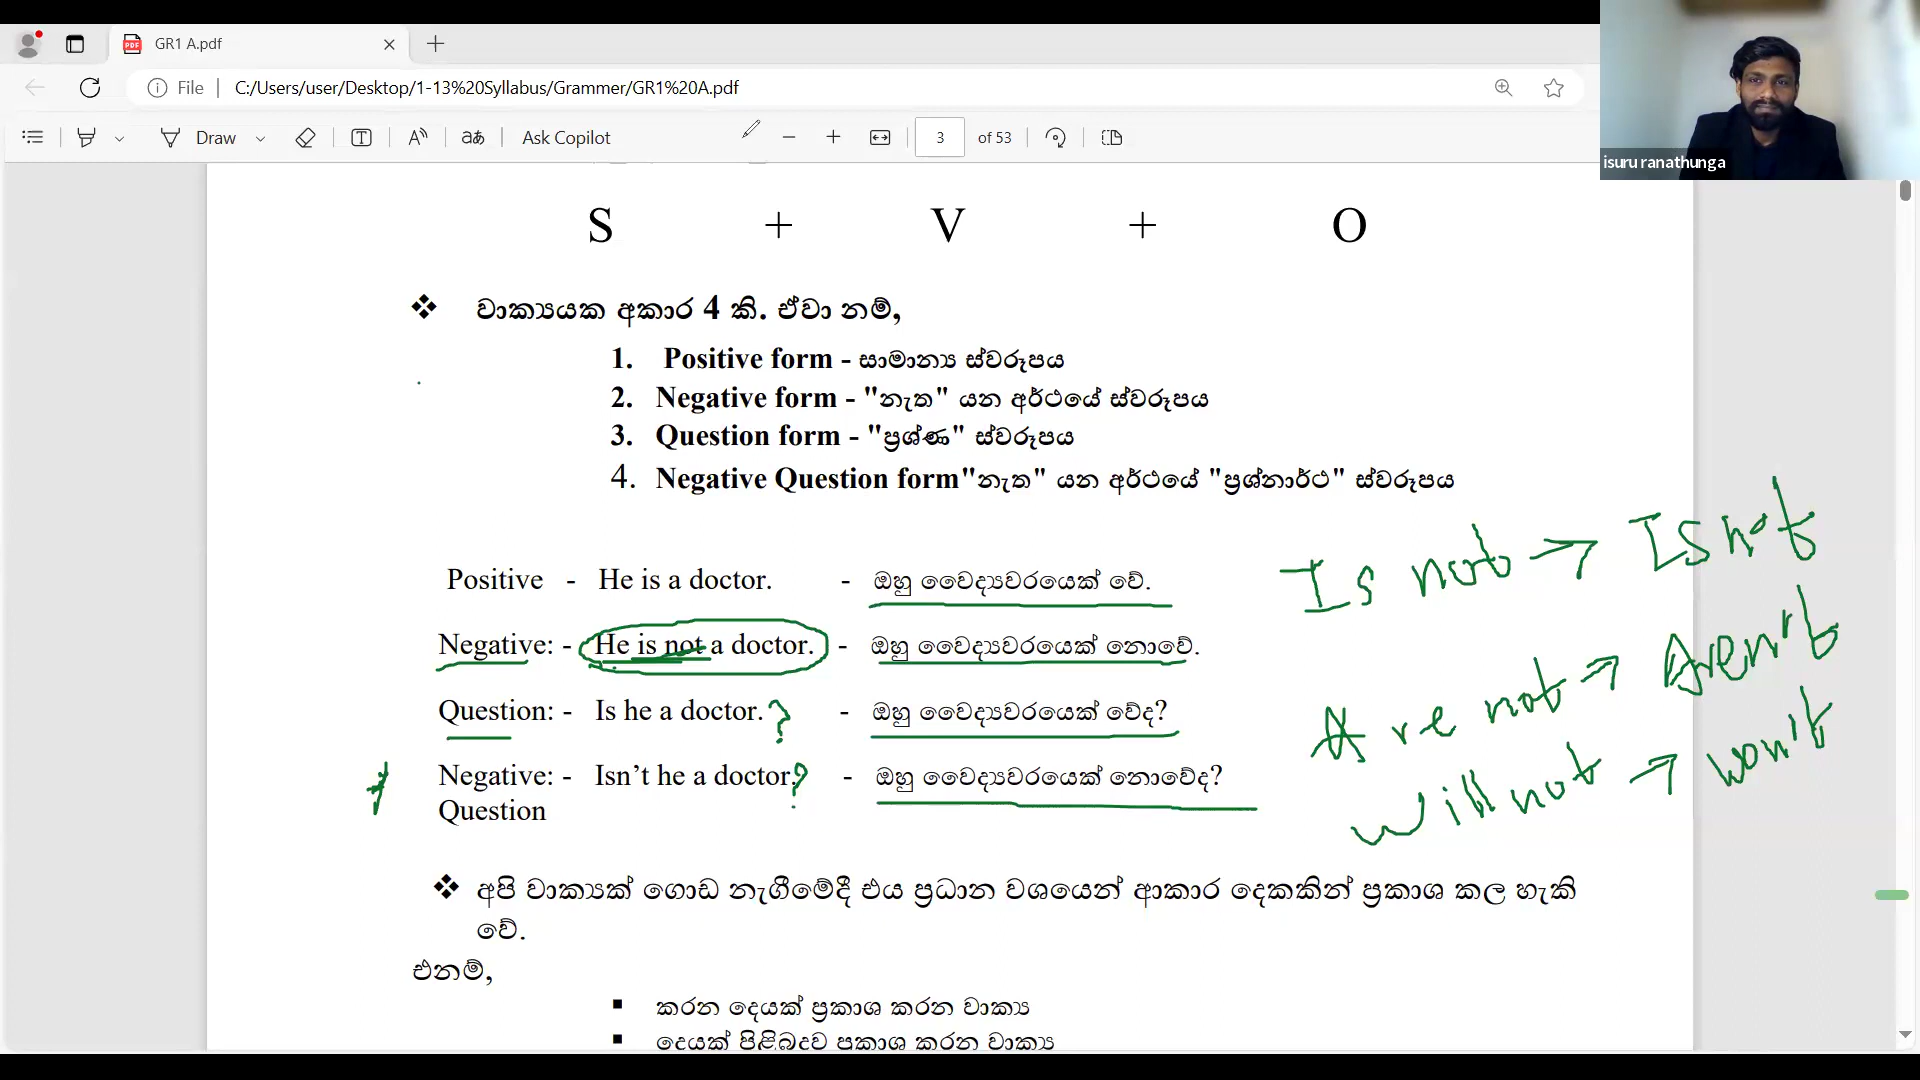 GR1 A.pdf
File C:/Users/user/Desktop/1-13%20Syllabus/Grammer/GR1%20A.pdf
Draw Ask Copilot 3 of 53
isuru ranathunga
S + V + O
❖ වාක්‍යයක අකාර 4 කි. ඒවා නම්,
1. Positive form - සාමාන්‍ය ස්වරූපය
2. Negative form - "නැත" යන අර්ථයේ ස්වරූපය
3. Question form - "ප්‍රශ්ණ" ස්වරූපය
4. Negative Question form"නැත" යන අර්ථයේ "ප්‍රශ්නාර්ථ" ස්වරූපය
Positive - He is a doctor. - ඔහු වෛද්‍යවරයෙක් වේ.
Negative: - He is not a doctor. - ඔහු වෛද්‍යවරයෙක් නොවේ.
Question: - Is he a doctor. ? - ඔහු වෛද්‍යවරයෙක් වේද?
Negative: - Isn’t he a doctor. ? - ඔහු වෛද්‍යවරයෙක් නොවේද?
Question
Is not → Isn't
Are not → Aren't
Will not → won't
❖ අපි වාක්‍යක් ගොඩ නැගීමේදී එය ප්‍රධාන වශයෙන් ආකාර දෙකකින් ප්‍රකාශ කල හැකි
වේ.
එනම්,
▪ කරන දෙයක් ප්‍රකාශ කරන වාක්‍ය
▪ දෙයක් පිළිබදව ප්‍රකාශ කරන වාක්‍ය